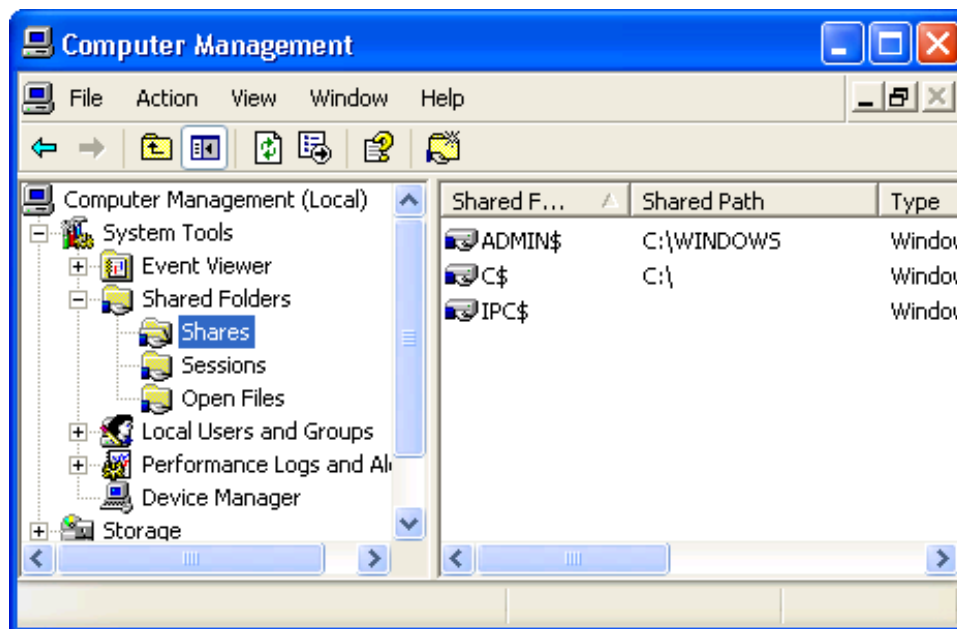 Computer Management
File Action View Window Help
Computer Management (Local)
System Tools
Event Viewer
Shared Folders
Shares
Sessions
Open Files
Local Users and Groups
Performance Logs and Al
Device Manager
Storage
Shared F... Shared Path Type
ADMIN$ C:\WINDOWS Window
C$ C:\ Window
IPC$ Window